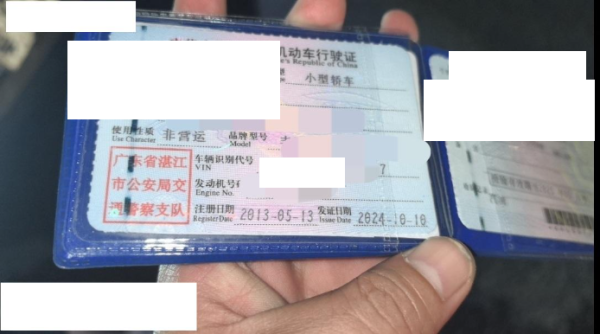 机动车行驶证
's Republic of China
小型轿车
使用性质 非营运 品牌型号
Use Character Model
广东省湛江
市公安局交
警察支队
车辆识别代号
VIN 7
发动机号
Engine No.
注册日期 2013-05-13 发证日期 2024-10-10
Register Date Issue Date